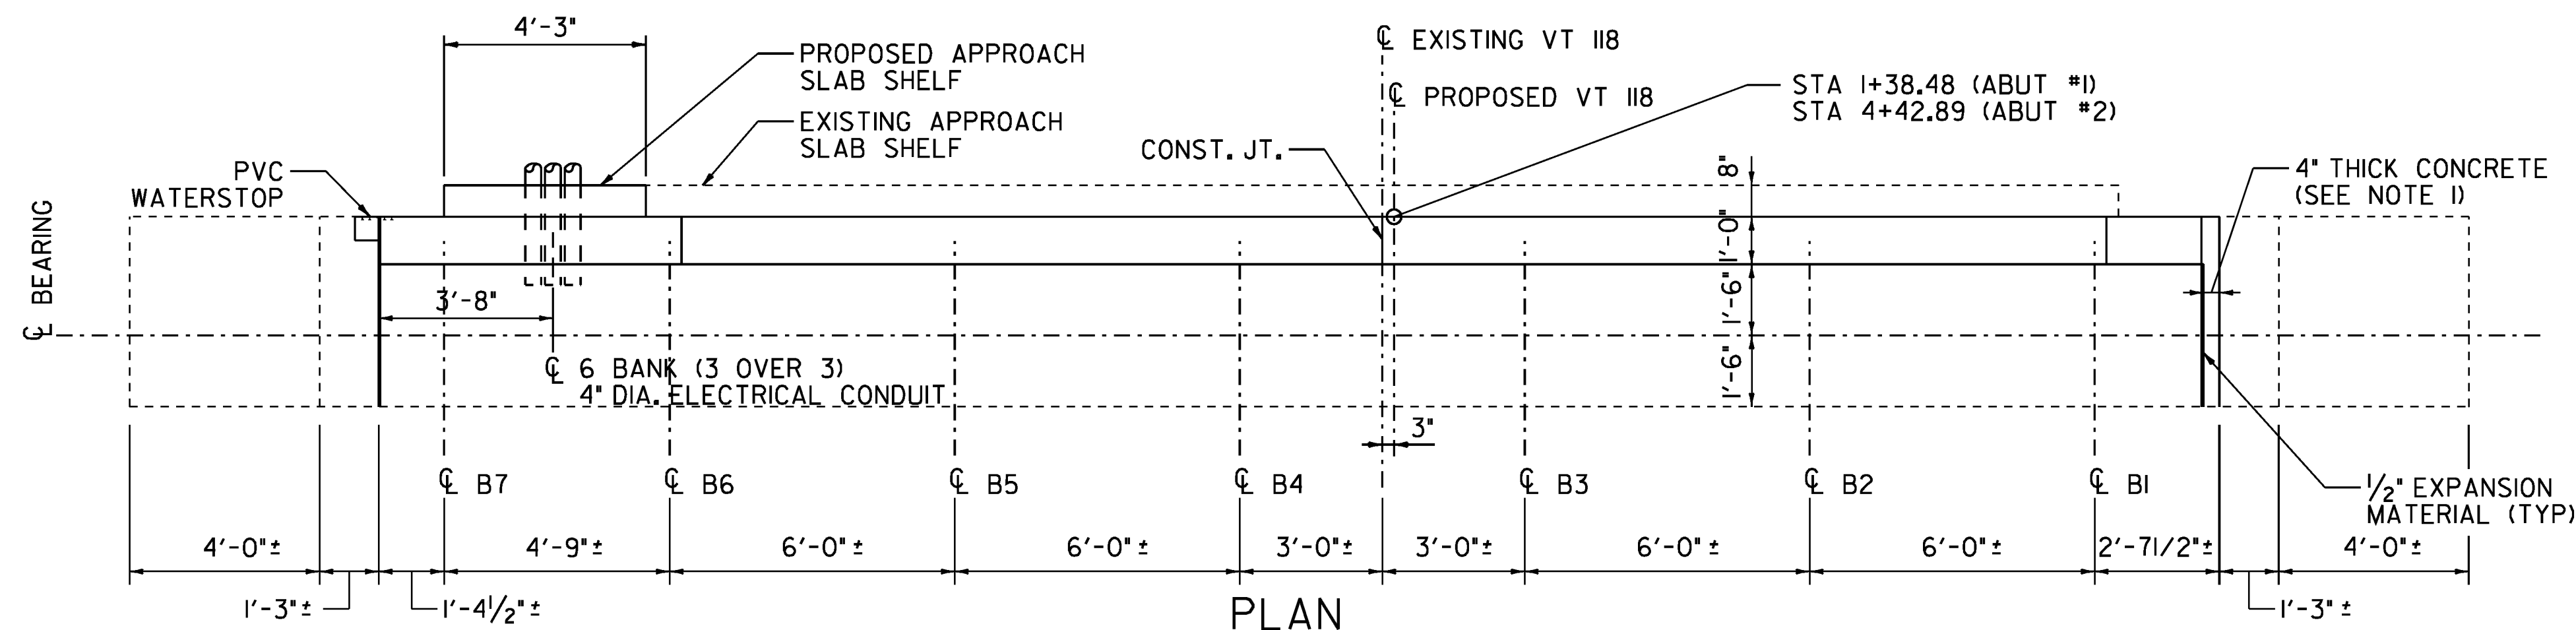 4'-3"
PROPOSED APPROACH
SLAB SHELF
EXISTING APPROACH
SLAB SHELF
PVC
WATERSTOP
℄ BEARING
℄ EXISTING VT 118
℄ PROPOSED VT 118
CONST. JT.
STA 1+38.48 (ABUT #1)
STA 4+42.89 (ABUT #2)
8"
1'-0"
1'-6"
1'-6"
4" THICK CONCRETE
(SEE NOTE 1)
3'-8"
℄ 6 BANK (3 OVER 3)
4" DIA. ELECTRICAL CONDUIT
3"
℄ B7
℄ B6
℄ B5
℄ B4
℄ B3
℄ B2
℄ B1
1/2" EXPANSION
MATERIAL (TYP)
4'-0"±
4'-9"±
6'-0"±
6'-0"±
3'-0"±
3'-0"±
6'-0"±
6'-0"±
2'-71/2"±
4'-0"±
1'-3"±
1'-4 1/2"±
1'-3"±
PLAN